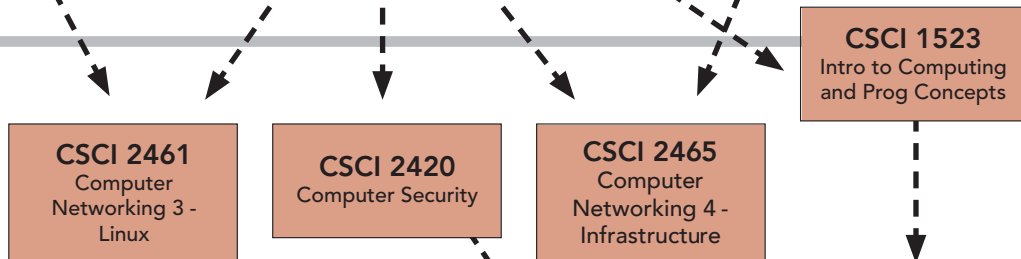 CSCI 1523
Intro to Computing
and Prog Concepts
CSCI 2461
Computer
Networking 3 -
Linux
CSCI 2420
Computer Security
CSCI 2465
Computer
Networking 4 -
Infrastructure